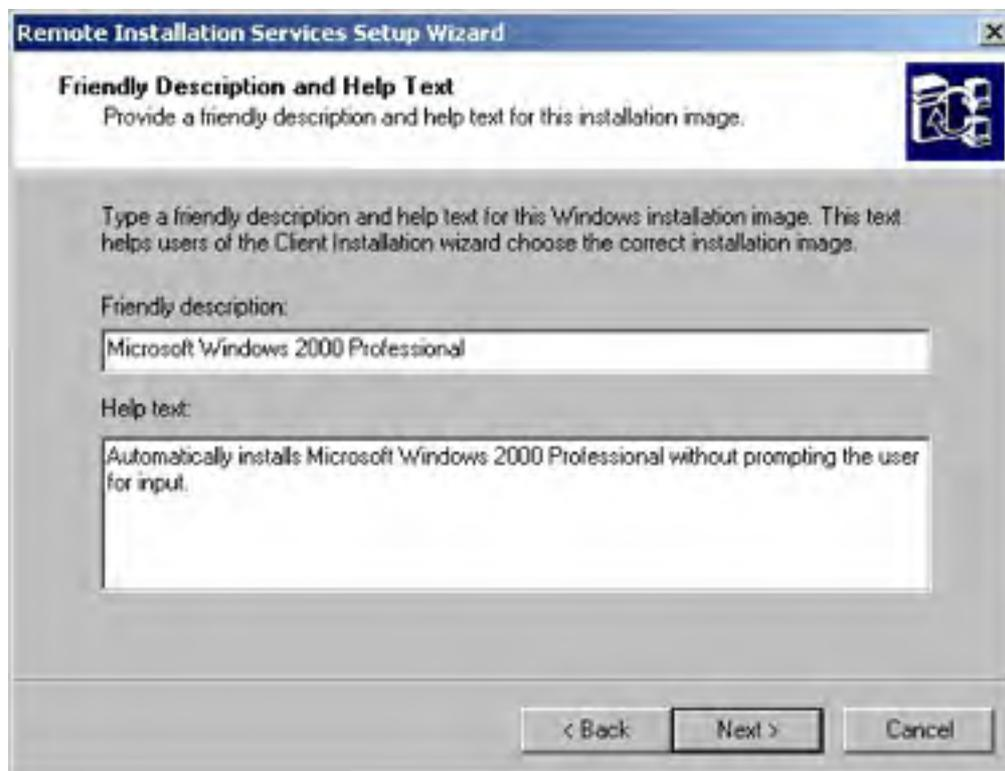 Remote Installation Services Setup Wizard
Friendly Description and Help Text
Provide a friendly description and help text for this installation image.
Type a friendly description and help text for this Windows installation image. This text
helps users of the Client Installation wizard choose the correct installation image.
Friendly description:
Microsoft Windows 2000 Professional
Help text:
Automatically installs Microsoft Windows 2000 Professional without prompting the user
for input.
< Back
Next >
Cancel